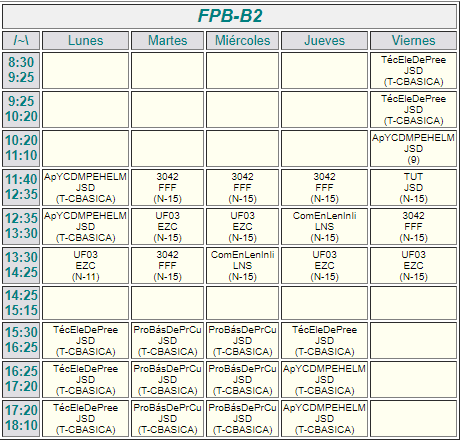 FPB-B2
/~\ Lunes Martes Miércoles Jueves Viernes
8:30
9:25
TécEleDePree
JSD
(T-CBASICA)
9:25
10:20
TécEleDePree
JSD
(T-CBASICA)
10:20
11:10
ApYCDMPEHELM
JSD
(9)
11:40
12:35
ApYCDMPEHELM 3042 3042 3042 TUT
JSD FFF FFF FFF JSD
(T-CBASICA) (N-15) (N-15) (N-15) (N-15)
12:35
13:30
ApYCDMPEHELM UF03 UF03 ComEnLenInIi 3042
JSD EZC EZC LNS FFF
(T-CBASICA) (N-15) (N-15) (N-15) (N-15)
13:30
14:25
UF03 3042 ComEnLenInIi UF03 UF03
EZC FFF LNS EZC EZC
(N-11) (N-15) (N-15) (N-15) (N-15)
14:25
15:15
15:30
16:25
TécEleDePree ProBásDePrCu ProBásDePrCu TécEleDePree
JSD JSD JSD JSD
(T-CBASICA) (T-CBASICA) (T-CBASICA) (T-CBASICA)
16:25
17:20
TécEleDePree ProBásDePrCu ProBásDePrCu ApYCDMPEHELM
JSD JSD JSD JSD
(T-CBASICA) (T-CBASICA) (T-CBASICA) (T-CBASICA)
17:20
18:10
TécEleDePree ProBásDePrCu ProBásDePrCu ApYCDMPEHELM
JSD JSD JSD JSD
(T-CBASICA) (T-CBASICA) (T-CBASICA) (T-CBASICA)